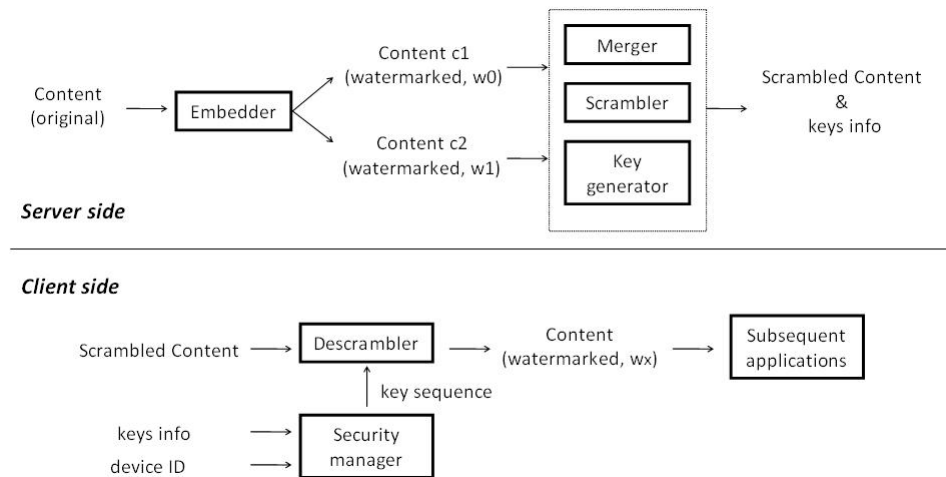 Content
(original)
Embedder
Content c1
(watermarked, w0)
Content c2
(watermarked, w1)
Merger
Scrambler
Key
generator
Scrambled Content
&
keys info
Server side
Client side
Scrambled Content
Descrambler
Content
(watermarked, wx)
Subsequent
applications
key sequence
keys info
device ID
Security
manager